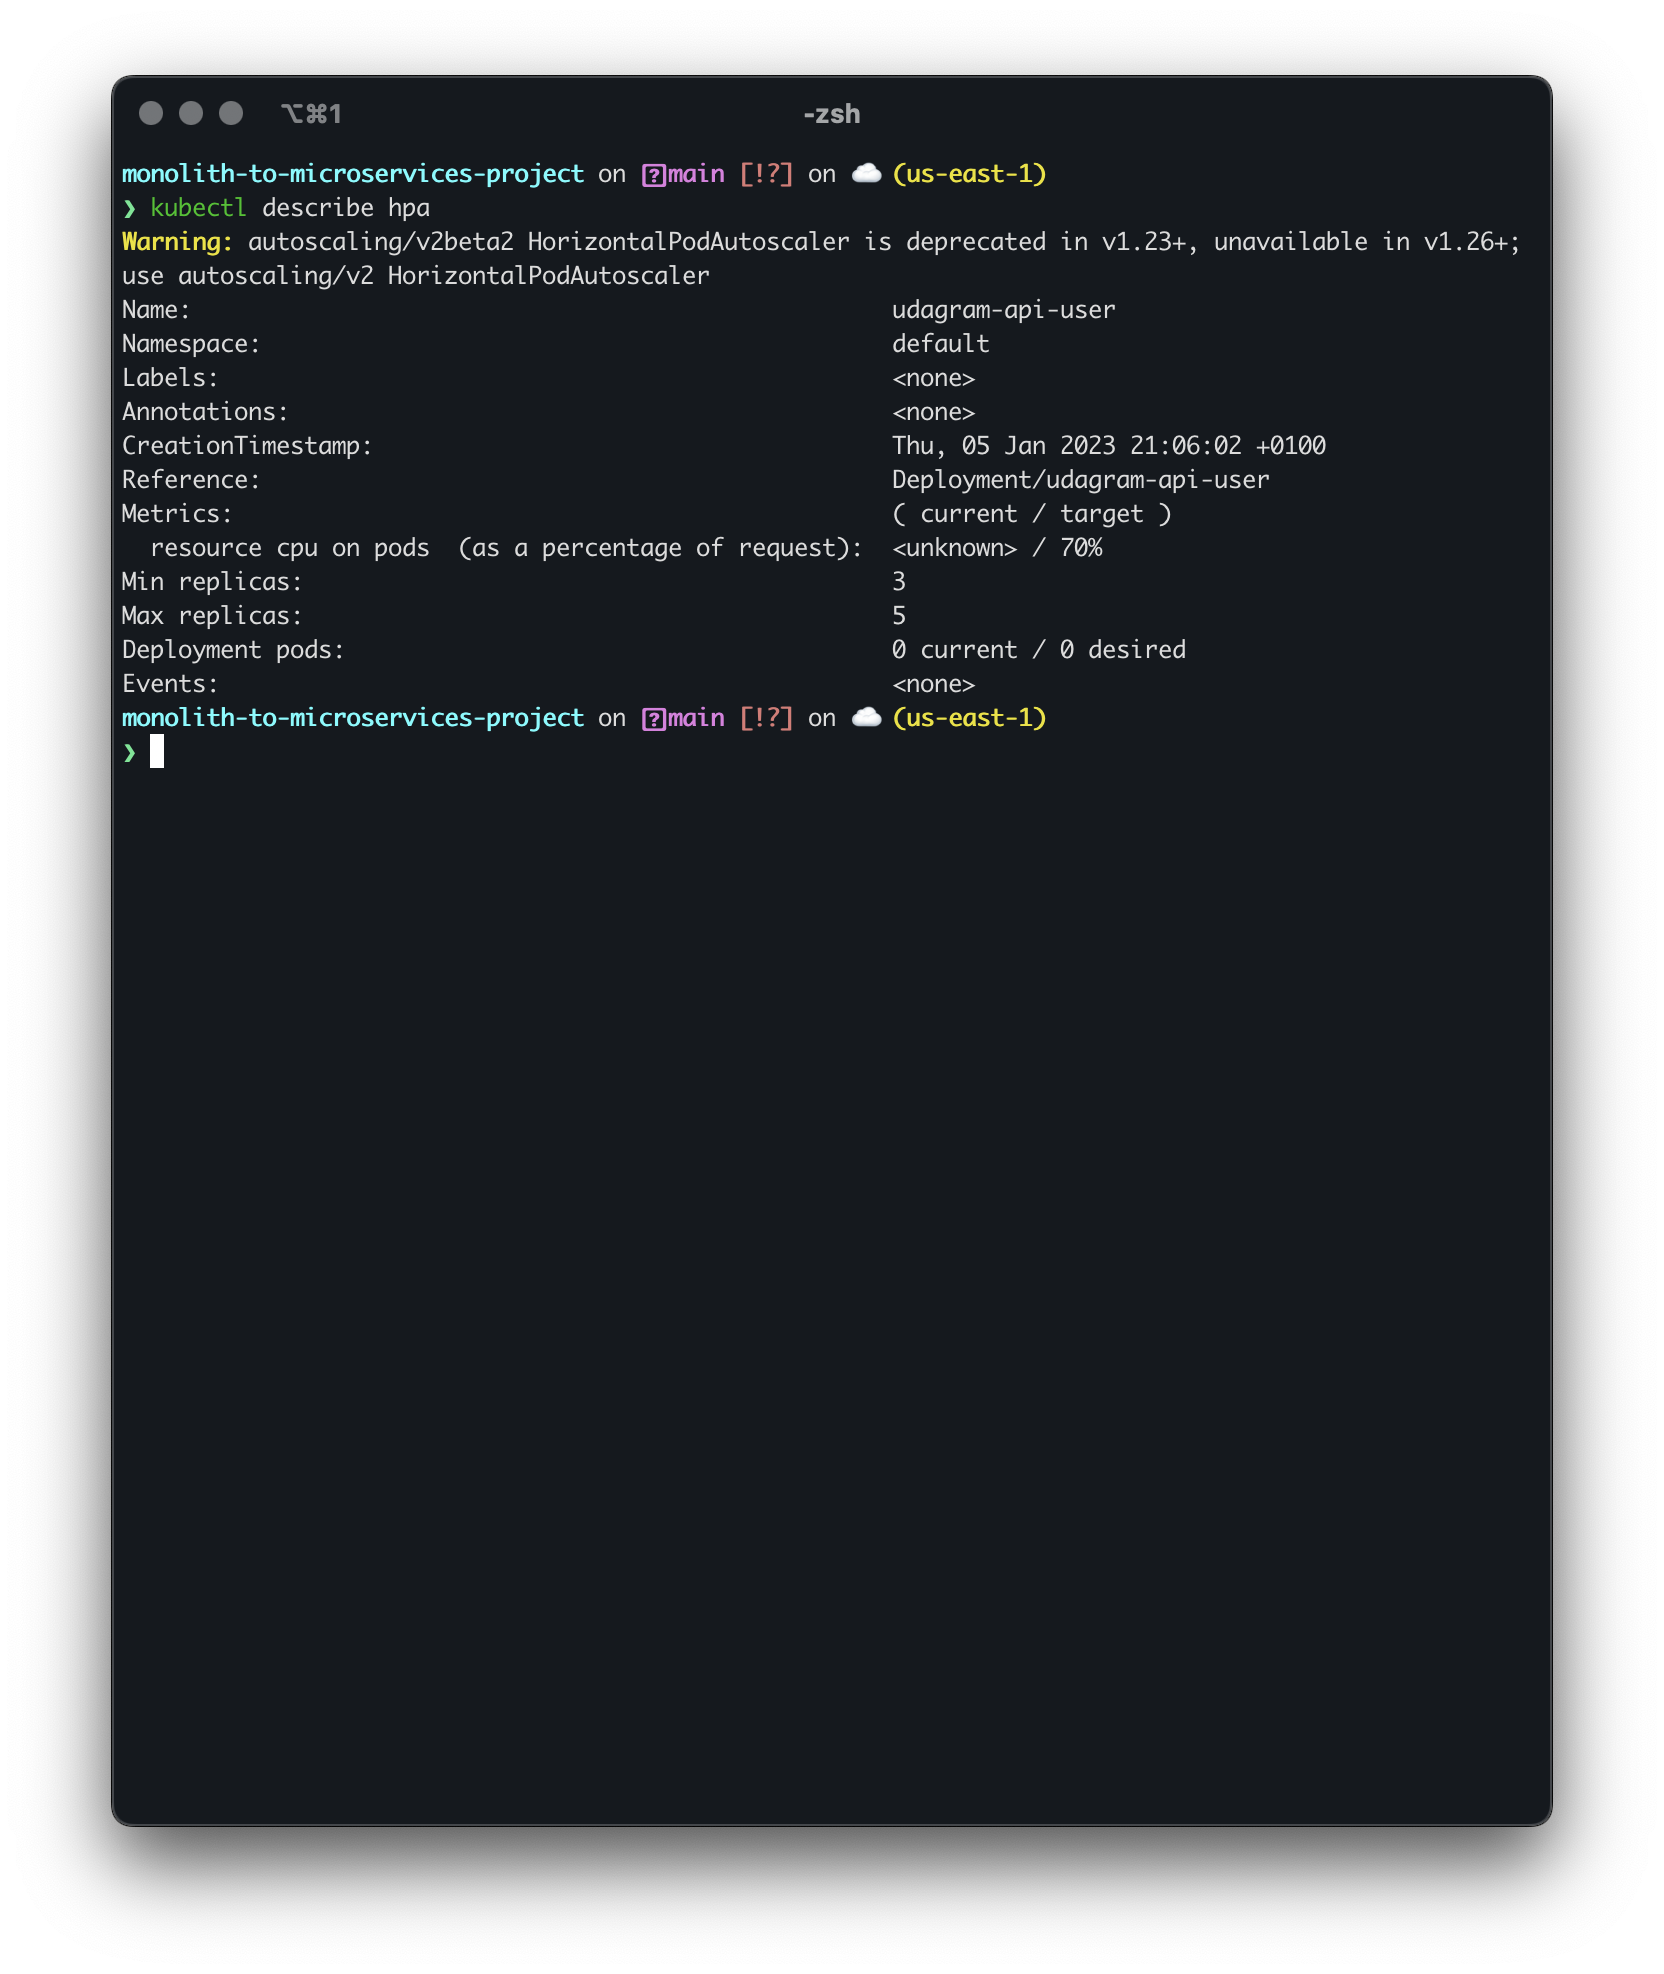 ⌥⌘1 -zsh
monolith-to-microservices-project on ?main [!?] on ☁️ (us-east-1)
❯ kubectl describe hpa
Warning: autoscaling/v2beta2 HorizontalPodAutoscaler is deprecated in v1.23+, unavailable in v1.26+;
use autoscaling/v2 HorizontalPodAutoscaler
Name: udagram-api-user
Namespace: default
Labels: <none>
Annotations: <none>
CreationTimestamp: Thu, 05 Jan 2023 21:06:02 +0100
Reference: Deployment/udagram-api-user
Metrics: ( current / target )
  resource cpu on pods  (as a percentage of request):  <unknown> / 70%
Min replicas: 3
Max replicas: 5
Deployment pods: 0 current / 0 desired
Events: <none>
monolith-to-microservices-project on ?main [!?] on ☁️ (us-east-1)
❯